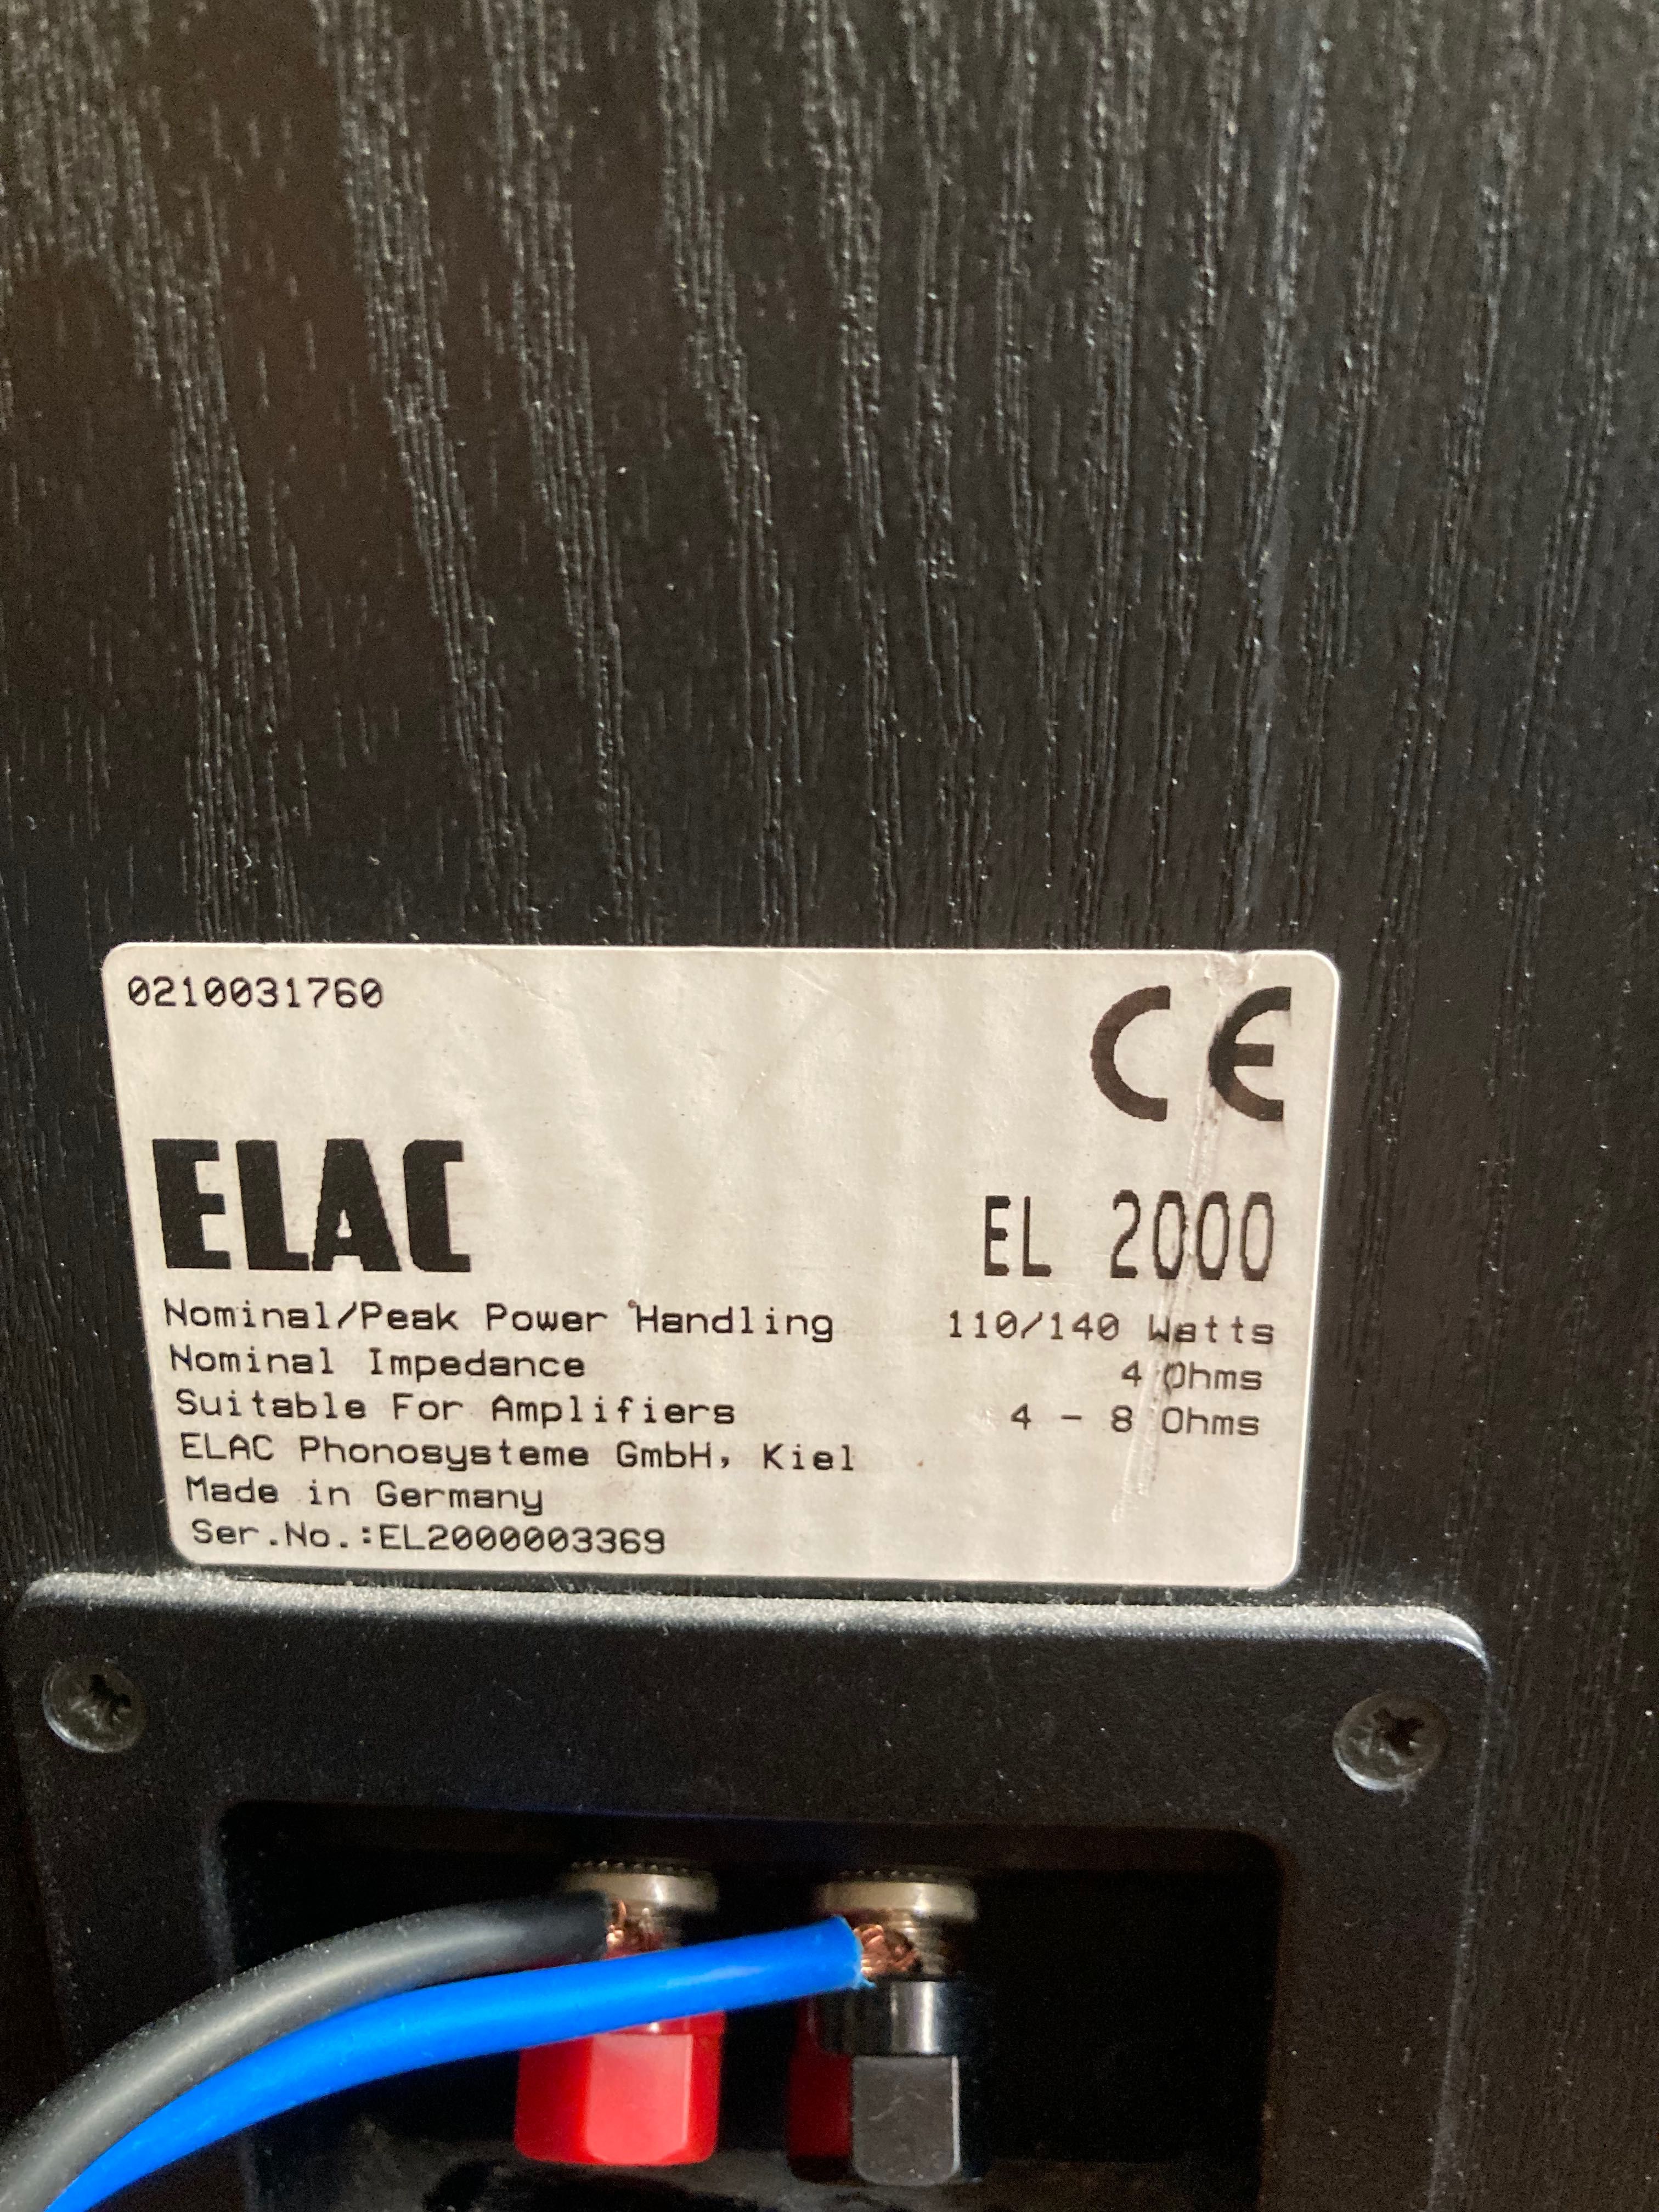 0210031760
CE
ELAC
EL 2000
Nominal/Peak Power Handling 110/140 Watts
Nominal Impedance 4 Ohms
Suitable For Amplifiers 4 - 8 Ohms
ELAC Phonosysteme GmbH, Kiel
Made in Germany
Ser.No.:EL2000003369